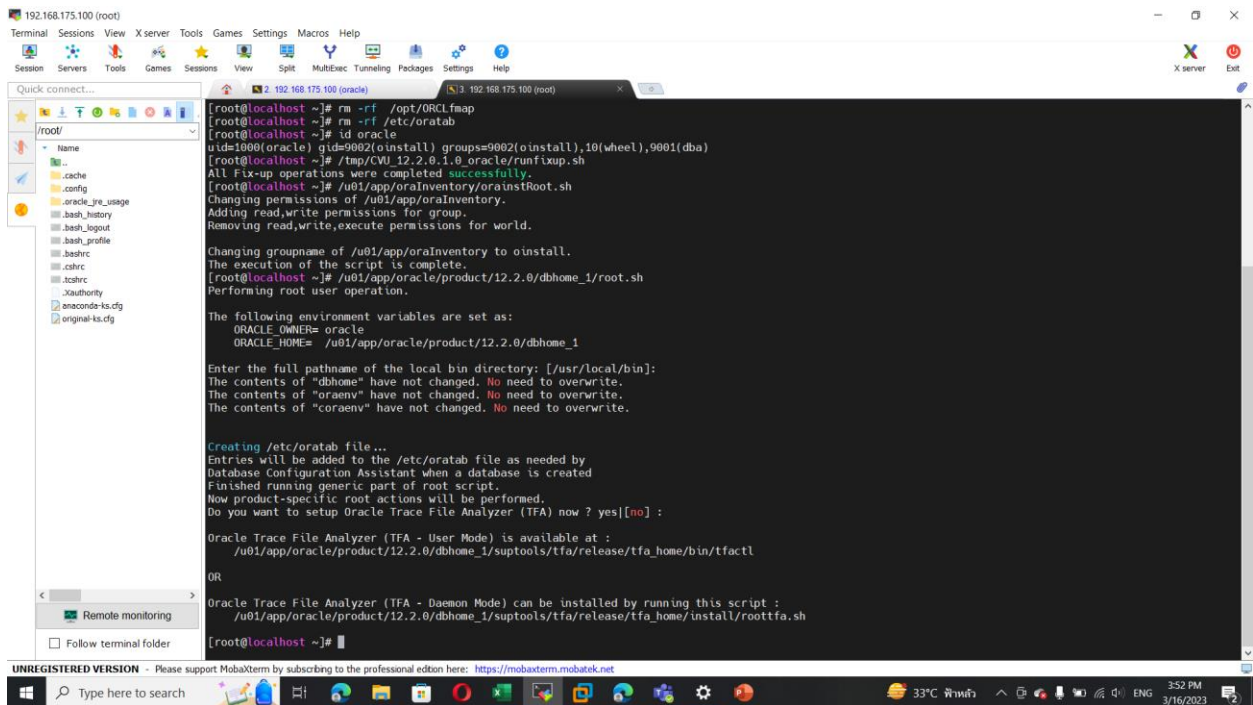 192.168.175.100 (root)
Terminal Sessions View X server Tools Games Settings Macros Help
Session Servers Tools Games Sessions View Split MultiExec Tunneling Packages Settings Help X server Exit
Quick connect...
2. 192.168.175.100 (oracle) 3. 192.168.175.100 (root)
/root/
Name
..
.cache
.config
.oracle_jre_usage
.bash_history
.bash_logout
.bash_profile
.bashrc
.cshrc
.tcshrc
.Xauthority
anaconda-ks.cfg
original-ks.cfg
Remote monitoring
Follow terminal folder
[root@localhost ~]# rm -rf /opt/ORCLfmap
[root@localhost ~]# rm -rf /etc/oratab
[root@localhost ~]# id oracle
uid=1000(oracle) gid=9002(oinstall) groups=9002(oinstall),10(wheel),9001(dba)
[root@localhost ~]# /tmp/CVU_12.2.0.1.0_oracle/runfixup.sh
All Fix-up operations were completed successfully.
[root@localhost ~]# /u01/app/oraInventory/orainstRoot.sh
Changing permissions of /u01/app/oraInventory.
Adding read,write permissions for group.
Removing read,write,execute permissions for world.
Changing groupname of /u01/app/oraInventory to oinstall.
The execution of the script is complete.
[root@localhost ~]# /u01/app/oracle/product/12.2.0/dbhome_1/root.sh
Performing root user operation.
The following environment variables are set as:
ORACLE_OWNER= oracle
ORACLE_HOME= /u01/app/oracle/product/12.2.0/dbhome_1
Enter the full pathname of the local bin directory: [/usr/local/bin]:
The contents of "dbhome" have not changed. No need to overwrite.
The contents of "oraenv" have not changed. No need to overwrite.
The contents of "coraenv" have not changed. No need to overwrite.
Creating /etc/oratab file...
Entries will be added to the /etc/oratab file as needed by
Database Configuration Assistant when a database is created
Finished running generic part of root script.
Now product-specific root actions will be performed.
Do you want to setup Oracle Trace File Analyzer (TFA) now ? yes|[no] :
Oracle Trace File Analyzer (TFA - User Mode) is available at :
/u01/app/oracle/product/12.2.0/dbhome_1/suptools/tfa/release/tfa_home/bin/tfactl
OR
Oracle Trace File Analyzer (TFA - Daemon Mode) can be installed by running this script :
/u01/app/oracle/product/12.2.0/dbhome_1/suptools/tfa/release/tfa_home/install/roottfa.sh
[root@localhost ~]#
UNREGISTERED VERSION - Please support MobaXterm by subscribing to the professional edition here: https://mobaxterm.mobatek.net
Type here to search
33°C ฟ้าหลัว
ENG
3:52 PM
3/16/2023